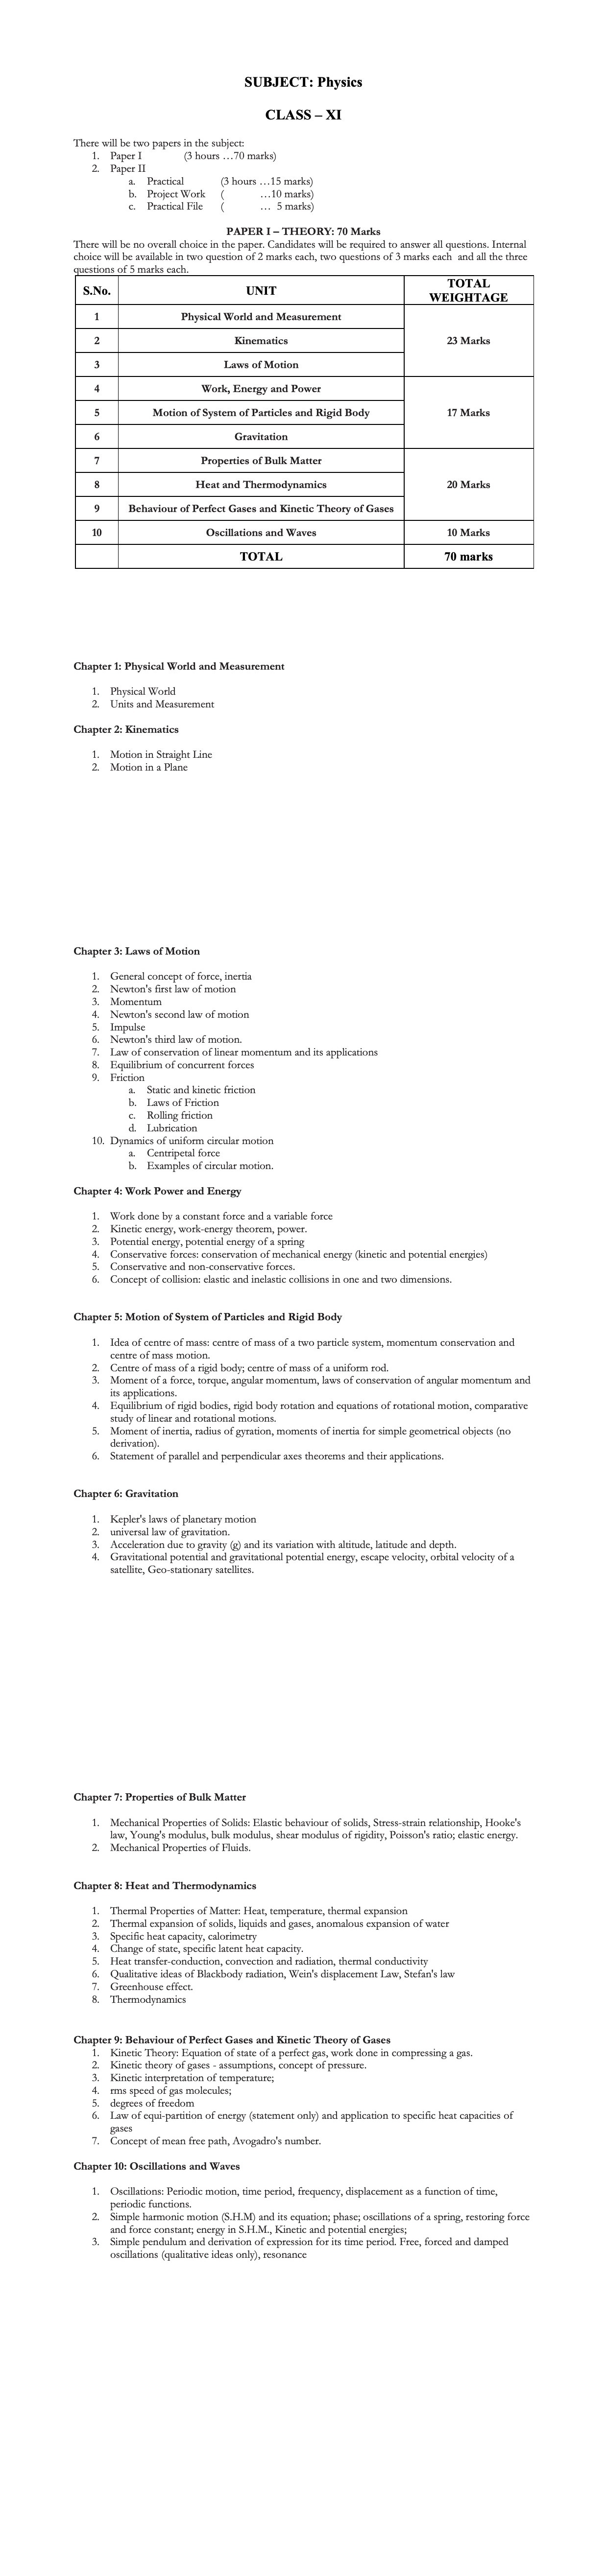 SUBJECT: Physics
CLASS – XI
There will be two papers in the subject:
1. Paper I (3 hours …70 marks)
2. Paper II
a. Practical (3 hours …15 marks)
b. Project Work ( …10 marks)
c. Practical File ( … 5 marks)
PAPER I – THEORY: 70 Marks
There will be no overall choice in the paper. Candidates will be required to answer all questions. Internal
choice will be available in two question of 2 marks each, two questions of 3 marks each and all the three
questions of 5 marks each.
S.No. UNIT TOTAL WEIGHTAGE
1 Physical World and Measurement
2 Kinematics 23 Marks
3 Laws of Motion
4 Work, Energy and Power
5 Motion of System of Particles and Rigid Body 17 Marks
6 Gravitation
7 Properties of Bulk Matter
8 Heat and Thermodynamics 20 Marks
9 Behaviour of Perfect Gases and Kinetic Theory of Gases
10 Oscillations and Waves 10 Marks
TOTAL 70 marks
Chapter 1: Physical World and Measurement
1. Physical World
2. Units and Measurement
Chapter 2: Kinematics
1. Motion in Straight Line
2. Motion in a Plane
Chapter 3: Laws of Motion
1. General concept of force, inertia
2. Newton's first law of motion
3. Momentum
4. Newton's second law of motion
5. Impulse
6. Newton's third law of motion.
7. Law of conservation of linear momentum and its applications
8. Equilibrium of concurrent forces
9. Friction
a. Static and kinetic friction
b. Laws of Friction
c. Rolling friction
d. Lubrication
10. Dynamics of uniform circular motion
a. Centripetal force
b. Examples of circular motion.
Chapter 4: Work Power and Energy
1. Work done by a constant force and a variable force
2. Kinetic energy, work-energy theorem, power.
3. Potential energy, potential energy of a spring
4. Conservative forces: conservation of mechanical energy (kinetic and potential energies)
5. Conservative and non-conservative forces.
6. Concept of collision: elastic and inelastic collisions in one and two dimensions.
Chapter 5: Motion of System of Particles and Rigid Body
1. Idea of centre of mass: centre of mass of a two particle system, momentum conservation and
centre of mass motion.
2. Centre of mass of a rigid body; centre of mass of a uniform rod.
3. Moment of a force, torque, angular momentum, laws of conservation of angular momentum and
its applications.
4. Equilibrium of rigid bodies, rigid body rotation and equations of rotational motion, comparative
study of linear and rotational motions.
5. Moment of inertia, radius of gyration, moments of inertia for simple geometrical objects (no
derivation).
6. Statement of parallel and perpendicular axes theorems and their applications.
Chapter 6: Gravitation
1. Kepler's laws of planetary motion
2. universal law of gravitation.
3. Acceleration due to gravity (g) and its variation with altitude, latitude and depth.
4. Gravitational potential and gravitational potential energy, escape velocity, orbital velocity of a
satellite, Geo-stationary satellites.
Chapter 7: Properties of Bulk Matter
1. Mechanical Properties of Solids: Elastic behaviour of solids, Stress-strain relationship, Hooke's
law, Young's modulus, bulk modulus, shear modulus of rigidity, Poisson's ratio; elastic energy.
2. Mechanical Properties of Fluids.
Chapter 8: Heat and Thermodynamics
1. Thermal Properties of Matter: Heat, temperature, thermal expansion
2. Thermal expansion of solids, liquids and gases, anomalous expansion of water
3. Specific heat capacity, calorimetry
4. Change of state, specific latent heat capacity.
5. Heat transfer-conduction, convection and radiation, thermal conductivity
6. Qualitative ideas of Blackbody radiation, Wein's displacement Law, Stefan's law
7. Greenhouse effect.
8. Thermodynamics
Chapter 9: Behaviour of Perfect Gases and Kinetic Theory of Gases
1. Kinetic Theory: Equation of state of a perfect gas, work done in compressing a gas.
2. Kinetic theory of gases - assumptions, concept of pressure.
3. Kinetic interpretation of temperature;
4. rms speed of gas molecules;
5. degrees of freedom
6. Law of equi-partition of energy (statement only) and application to specific heat capacities of
gases
7. Concept of mean free path, Avogadro's number.
Chapter 10: Oscillations and Waves
1. Oscillations: Periodic motion, time period, frequency, displacement as a function of time,
periodic functions.
2. Simple harmonic motion (S.H.M) and its equation; phase; oscillations of a spring, restoring force
and force constant; energy in S.H.M., Kinetic and potential energies;
3. Simple pendulum and derivation of expression for its time period. Free, forced and damped
oscillations (qualitative ideas only), resonance